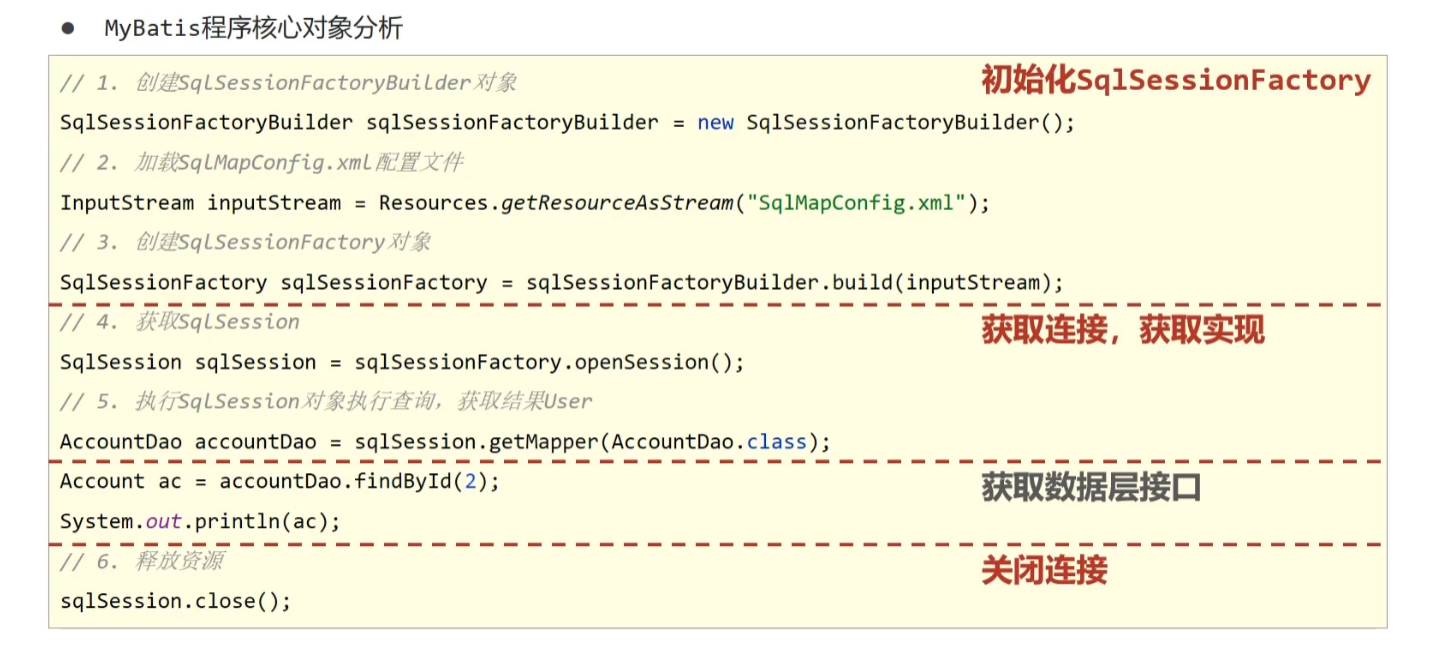 ● MyBatis程序核心对象分析
// 1. 创建SqlSessionFactoryBuilder对象
初始化SqlSessionFactory
SqlSessionFactoryBuilder sqlSessionFactoryBuilder = new SqlSessionFactoryBuilder();
// 2. 加载SqlMapConfig.xml配置文件
InputStream inputStream = Resources.getResourceAsStream("SqlMapConfig.xml");
// 3. 创建SqlSessionFactory对象
SqlSessionFactory sqlSessionFactory = sqlSessionFactoryBuilder.build(inputStream);
// 4. 获取SqlSession
获取连接，获取实现
SqlSession sqlSession = sqlSessionFactory.openSession();
// 5. 执行SqlSession对象执行查询，获取结果User
AccountDao accountDao = sqlSession.getMapper(AccountDao.class);
Account ac = accountDao.findById(2);
获取数据层接口
System.out.println(ac);
// 6. 释放资源
关闭连接
sqlSession.close();